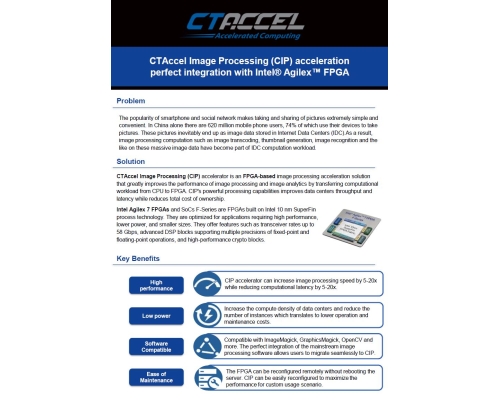 CTACCEL
Accelerated Computing
CTAccel Image Processing (CIP) acceleration
perfect integration with Intel® Agilex™ FPGA
Problem
The popularity of smartphone and social network makes taking and sharing of pictures extremely simple and
convenient. In China alone there are 620 million mobile phone users, 74% of which use their devices to take
pictures. These pictures inevitably end up as image data stored in Internet Data Centers (IDC).As a result,
image processing computation such as image transcoding, thumbnail generation, image recognition and the
like on these massive image data have become part of IDC computation workload.
Solution
CTAccel Image Processing (CIP) accelerator is an FPGA-based image processing acceleration solution
that greatly improves the performance of image processing and image analytics by transferring computational
workload from CPU to FPGA. CIP's powerful processing capabilities improves data centers throughput and
latency while reduces total cost of ownership.
Intel Agilex 7 FPGAs and SoCs F-Series are FPGAs built on Intel 10 nm SuperFin
process technology. They are optimized for applications requiring high performance,
lower power, and smaller sizes. They offer features such as transceiver rates up to
58 Gbps, advanced DSP blocks supporting multiple precisions of fixed-point and
floating-point operations, and high-performance crypto blocks.
Key Benefits
High
performance
CIP accelerator can increase image processing speed by 5-20x
while reducing computational latency by 5-20x.
Low power
Increase the compute density of data centers and reduce the
number of instances which translates to lower operation and
maintenance costs.
Software
Compatible
Compatible with ImageMagick, GraphicsMagick, OpenCV and
more. The perfect integration of the mainstream image
processing software allows users to migrate seamlessly to CIP.
Ease of
Maintenance
The FPGA can be reconfigured remotely without rebooting the
server. CIP can be easily reconfigured to maximize the
performance for custom usage scenario.